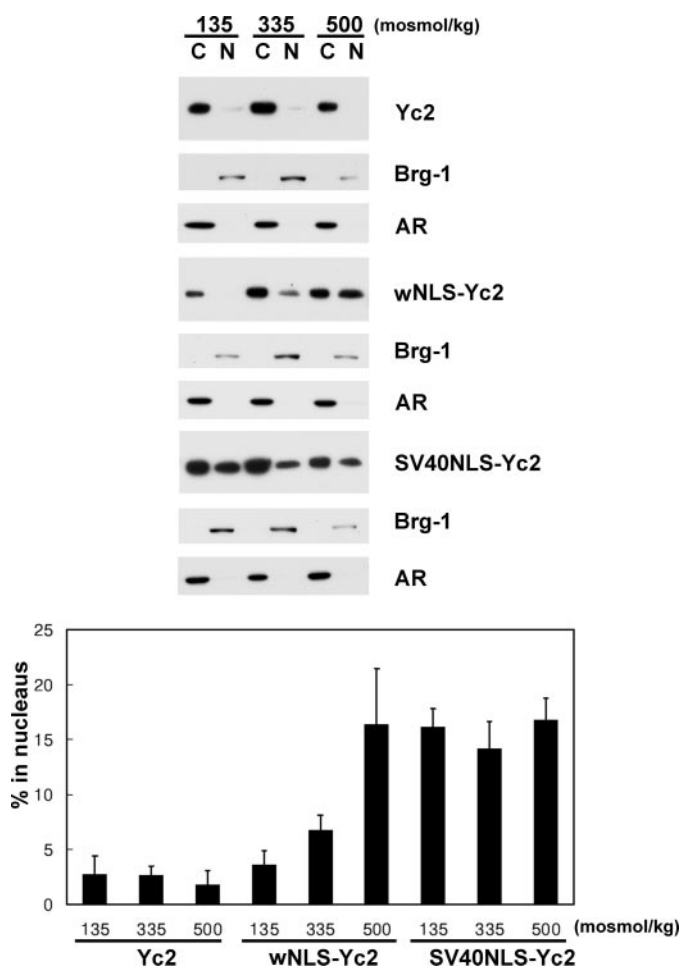 135 335 500 (mosmol/kg)
C N C N C N
Yc2
Brg-1
AR
wNLS-Yc2
Brg-1
AR
SV40NLS-Yc2
Brg-1
AR
25
20
15
10
5
0
% in nucleaus
135 335 500 135 335 500 135 335 500 (mosmol/kg)
Yc2 wNLS-Yc2 SV40NLS-Yc2